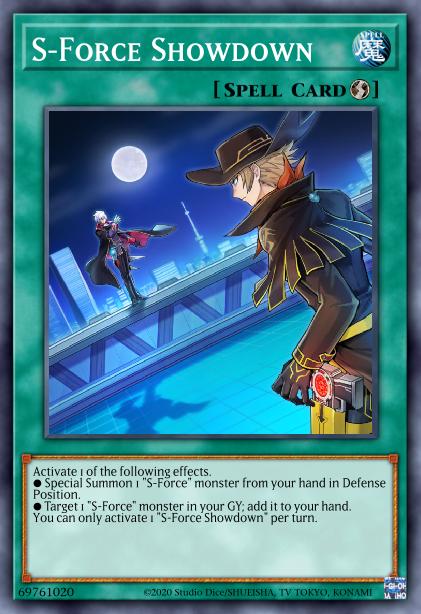 S-Force Showdown
SPELL
魔
[Spell Card]
Activate 1 of the following effects.
● Special Summon 1 "S-Force" monster from your hand in Defense
Position.
● Target 1 "S-Force" monster in your GY; add it to your hand.
You can only activate 1 "S-Force Showdown" per turn.
69761020
©2020 Studio Dice/SHUEISHA, TV TOKYO, KONAMI